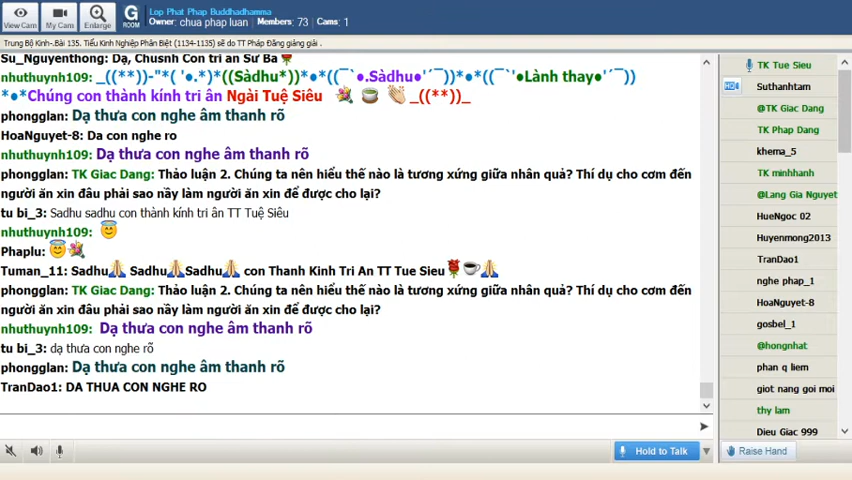 Lop Phat Phap Buddhadhamma
Owner: chua phap luan  Members: 73  Cams: 1
View Cam
My Cam
Enlarge
G
ROOM
Trung Bộ Kinh-.Bài 135. Tiểu Kinh Nghiệp Phân Biệt (1134-1135) sẽ do TT Pháp Đăng giảng giải .
Su_Nguyenthong: Dạ, Chusnh Con tri ân Sư Bà
nhuthuynh109: _((**))-"*( '●.*)*((Sàdhu*))*●*((¯`●.Sàdhu●'´¯))*●*((¯`'●Lành thay●'´¯))
*●*Chúng con thành kính tri ân Ngài Tuệ Siêu _((**))_
phongglan: Dạ thưa con nghe âm thanh rõ
HoaNguyet-8: Da con nghe ro
nhuthuynh109: Dạ thưa con nghe âm thanh rõ
phongglan: TK Giac Dang: Thảo luận 2. Chúng ta nên hiểu thế nào là tương xứng giữa nhân quả? Thí dụ cho cơm đến
người ăn xin đâu phải sao nầy làm người ăn xin để được cho lại?
tu bi_3: Sadhu sadhu con thành kính tri ân TT Tuệ Siêu
nhuthuynh109:
Phaplu:
Tuman_11: Sadhu🙏 Sadhu🙏Sadhu🙏 con Thanh Kinh Tri An TT Tue Sieu🌹☕🙏
phongglan: TK Giac Dang: Thảo luận 2. Chúng ta nên hiểu thế nào là tương xứng giữa nhân quả? Thí dụ cho cơm đến
người ăn xin đâu phải sao nầy làm người ăn xin để được cho lại?
nhuthuynh109: Dạ thưa con nghe âm thanh rõ
tu bi_3: dạ thưa con nghe rõ
phongglan: Dạ thưa con nghe âm thanh rõ
TranDao1: DA THUA CON NGHE RO
Hold to Talk
TK Tue Sieu
Suthanhtam
@TK Giac Dang
TK Phap Dang
khema_5
TK minhhanh
@Lang Gia Nguyet
HueNgoc 02
Huyenmong2013
TranDao1
nghe phap_1
HoaNguyet-8
gosbel_1
@hongnhat
phan q liem
giot nang goi moi
thy lam
Dieu Giac 999
Raise Hand